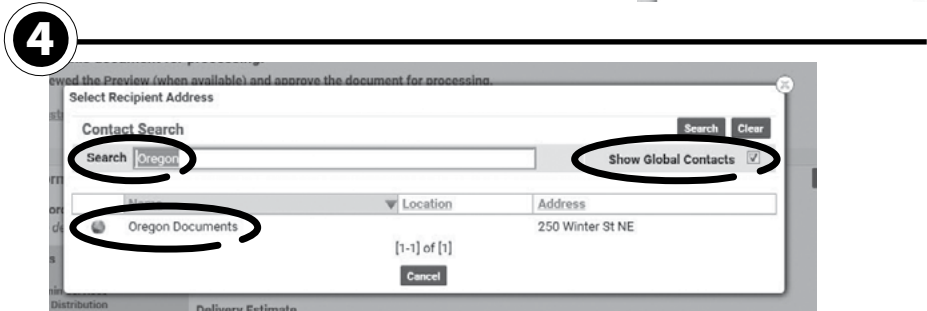 4
ewed the Preview (when available) and approve the document for processing.
Select Recipient Address
Contact Search
Search Clear
Search Oregon
Show Global Contacts
Name Location Address
Oregon Documents 250 Winter St NE
[1-1] of [1]
Cancel
Distribution
Delivery Estimate